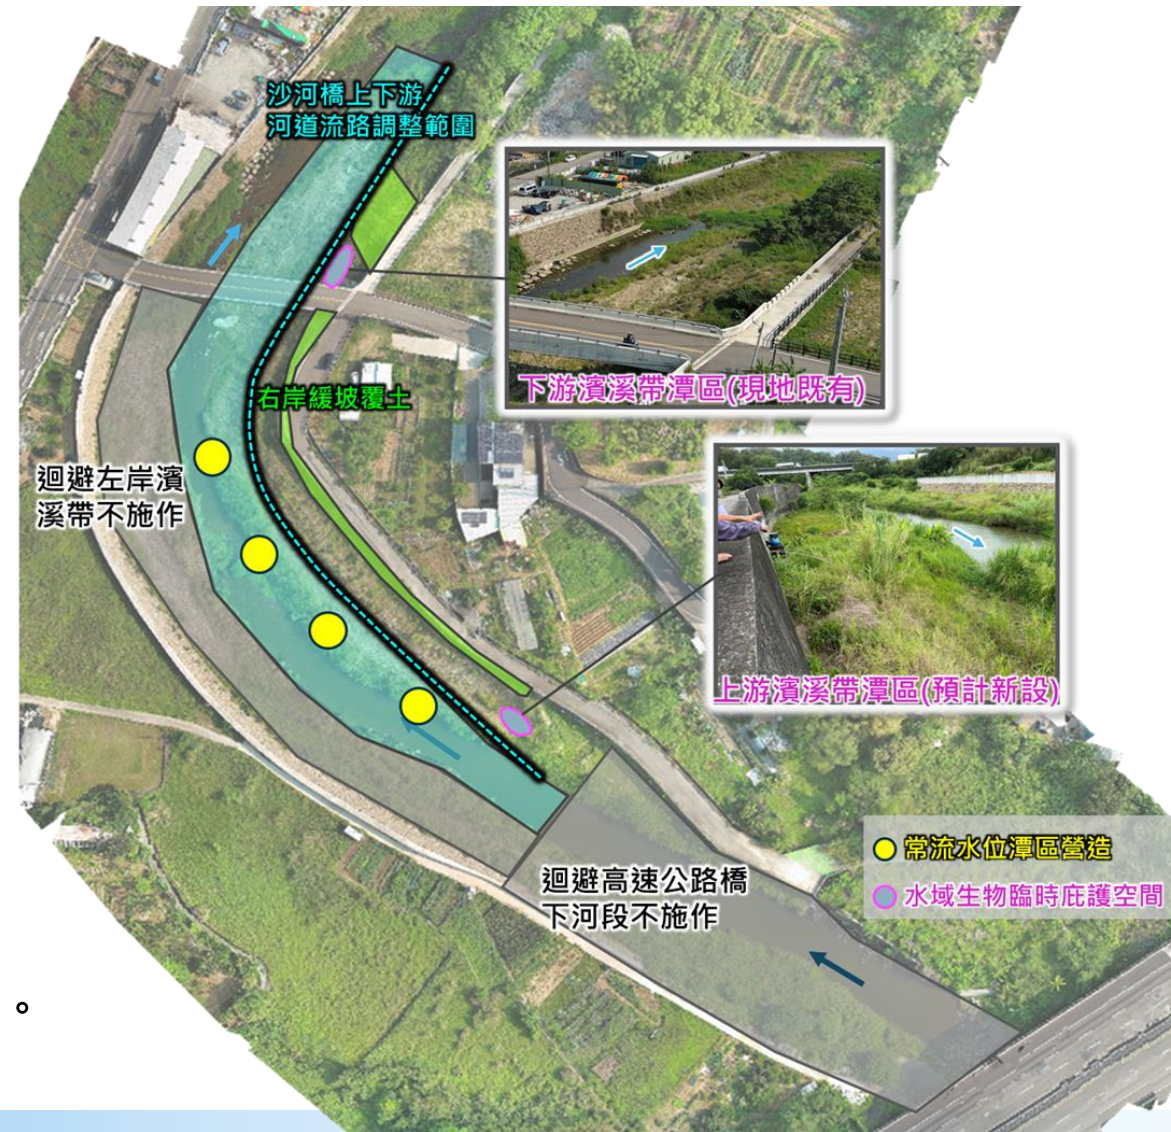 沙河橋上下游
河道流路調整範圍
下游濱溪帶潭區(現地既有)
右岸緩坡覆土
迴避左岸濱
溪帶不施作
上游濱溪帶潭區(預計新設)
常流水位潭區營造
水域生物臨時庇護空間
迴避高速公路橋
下河段不施作
。